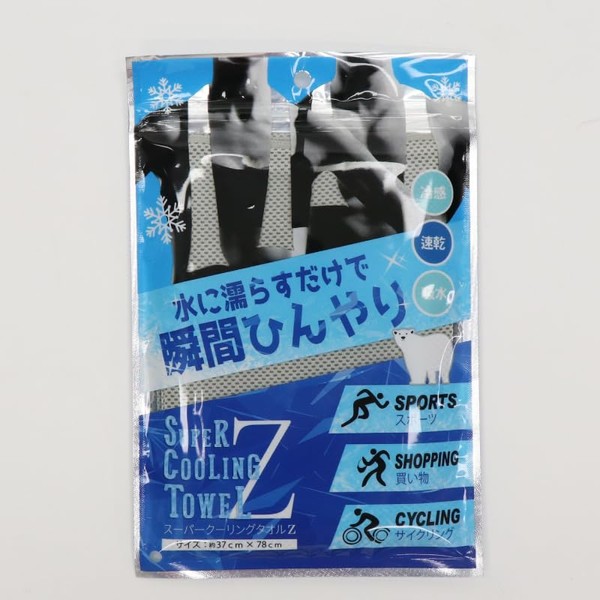 冷感
速乾
吸水
水に濡らすだけで
瞬間ひんやり
SUPER
COOLING
TOWEL Z
スーパークーリングタオルZ
サイズ:約37cm×78cm
SPORTS
スポーツ
SHOPPING
買い物
CYCLING
サイクリング